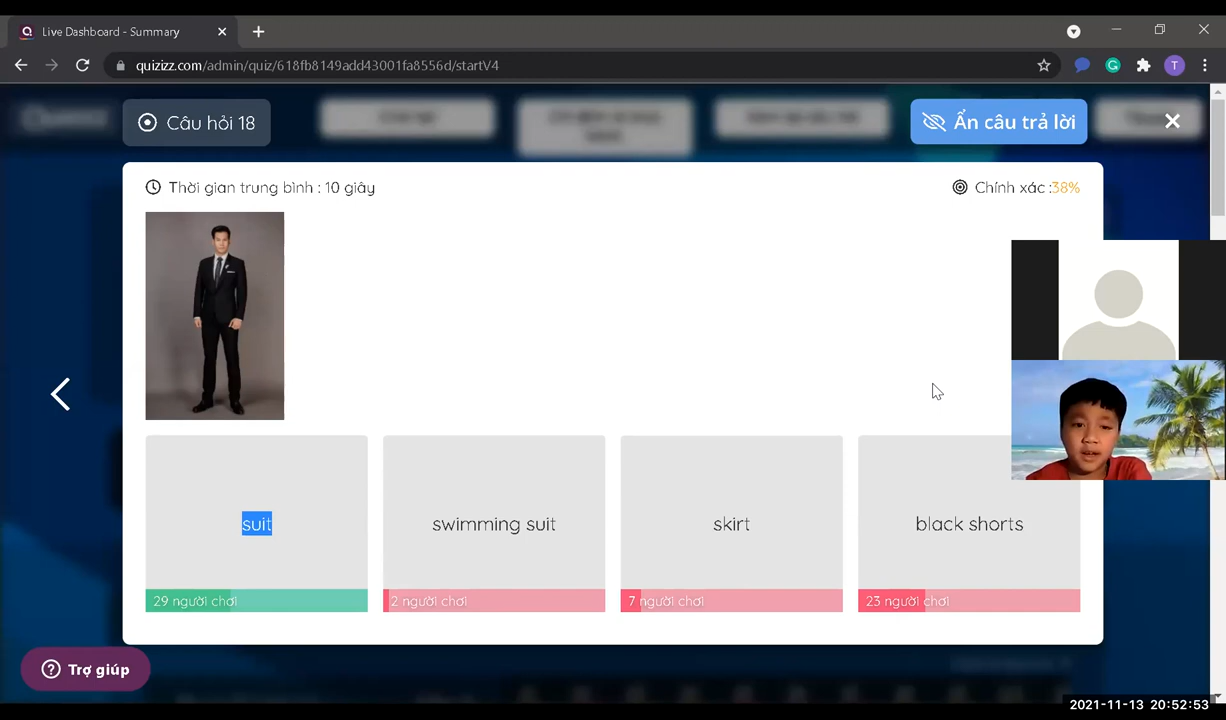 Live Dashboard - Summary
quizizz.com/admin/quiz/618fb8149add43001fa8556d/startV4
T
Câu hỏi 18
Ẩn câu trả lời
Thời gian trung bình : 10 giây
Chính xác :38%
suit
swimming suit
skirt
black shorts
29 người chơi
2 người chơi
7 người chơi
23 người chơi
Trợ giúp
2021-11-13 20:52:53